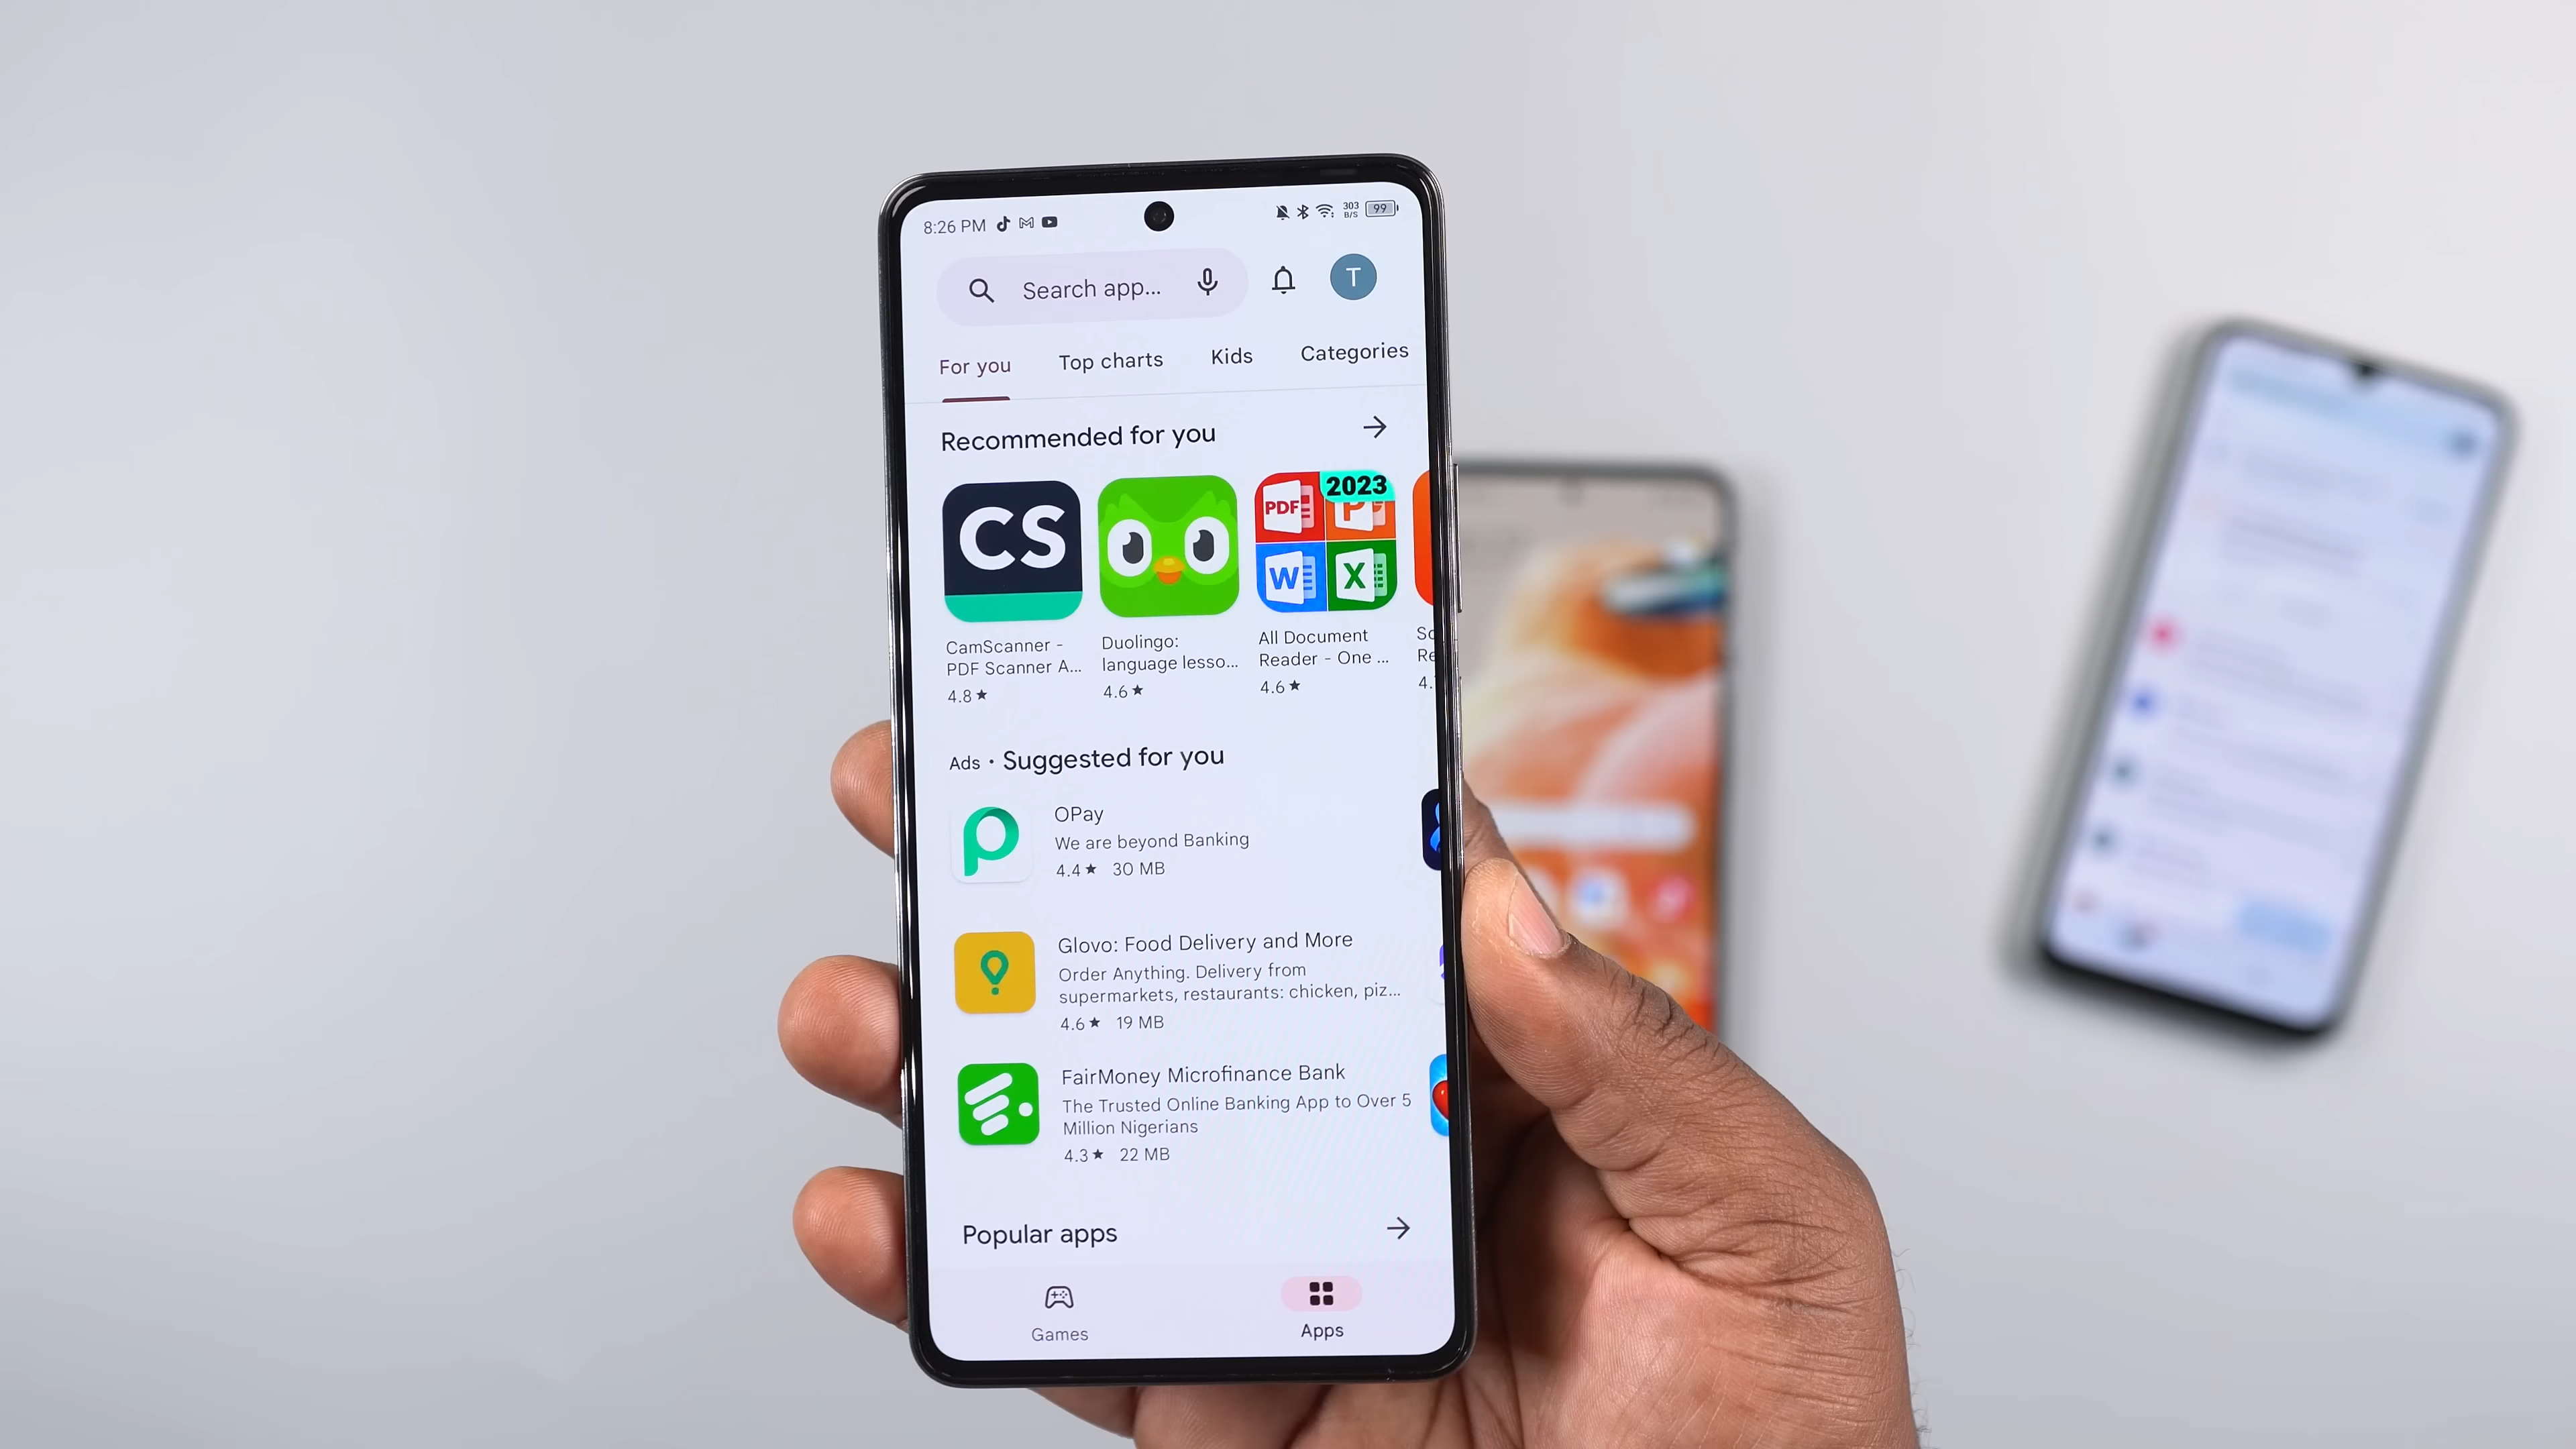 8:26 PM
303
B/S
99
Search app...
T
For you
Top charts
Kids
Categories
Recommended for you
CS
PDF
2023
P
W
X
CamScanner -
PDF Scanner A...
4.8★
Duolingo:
language lesso...
4.6★
All Document
Reader - One ...
4.6★
Re
4.
Ads • Suggested for you
OPay
We are beyond Banking
4.4★ 30 MB
Glovo: Food Delivery and More
Order Anything. Delivery from
supermarkets, restaurants: chicken, piz...
4.6★ 19 MB
FairMoney Microfinance Bank
The Trusted Online Banking App to Over 5
Million Nigerians
4.3★ 22 MB
Popular apps
Games
Apps